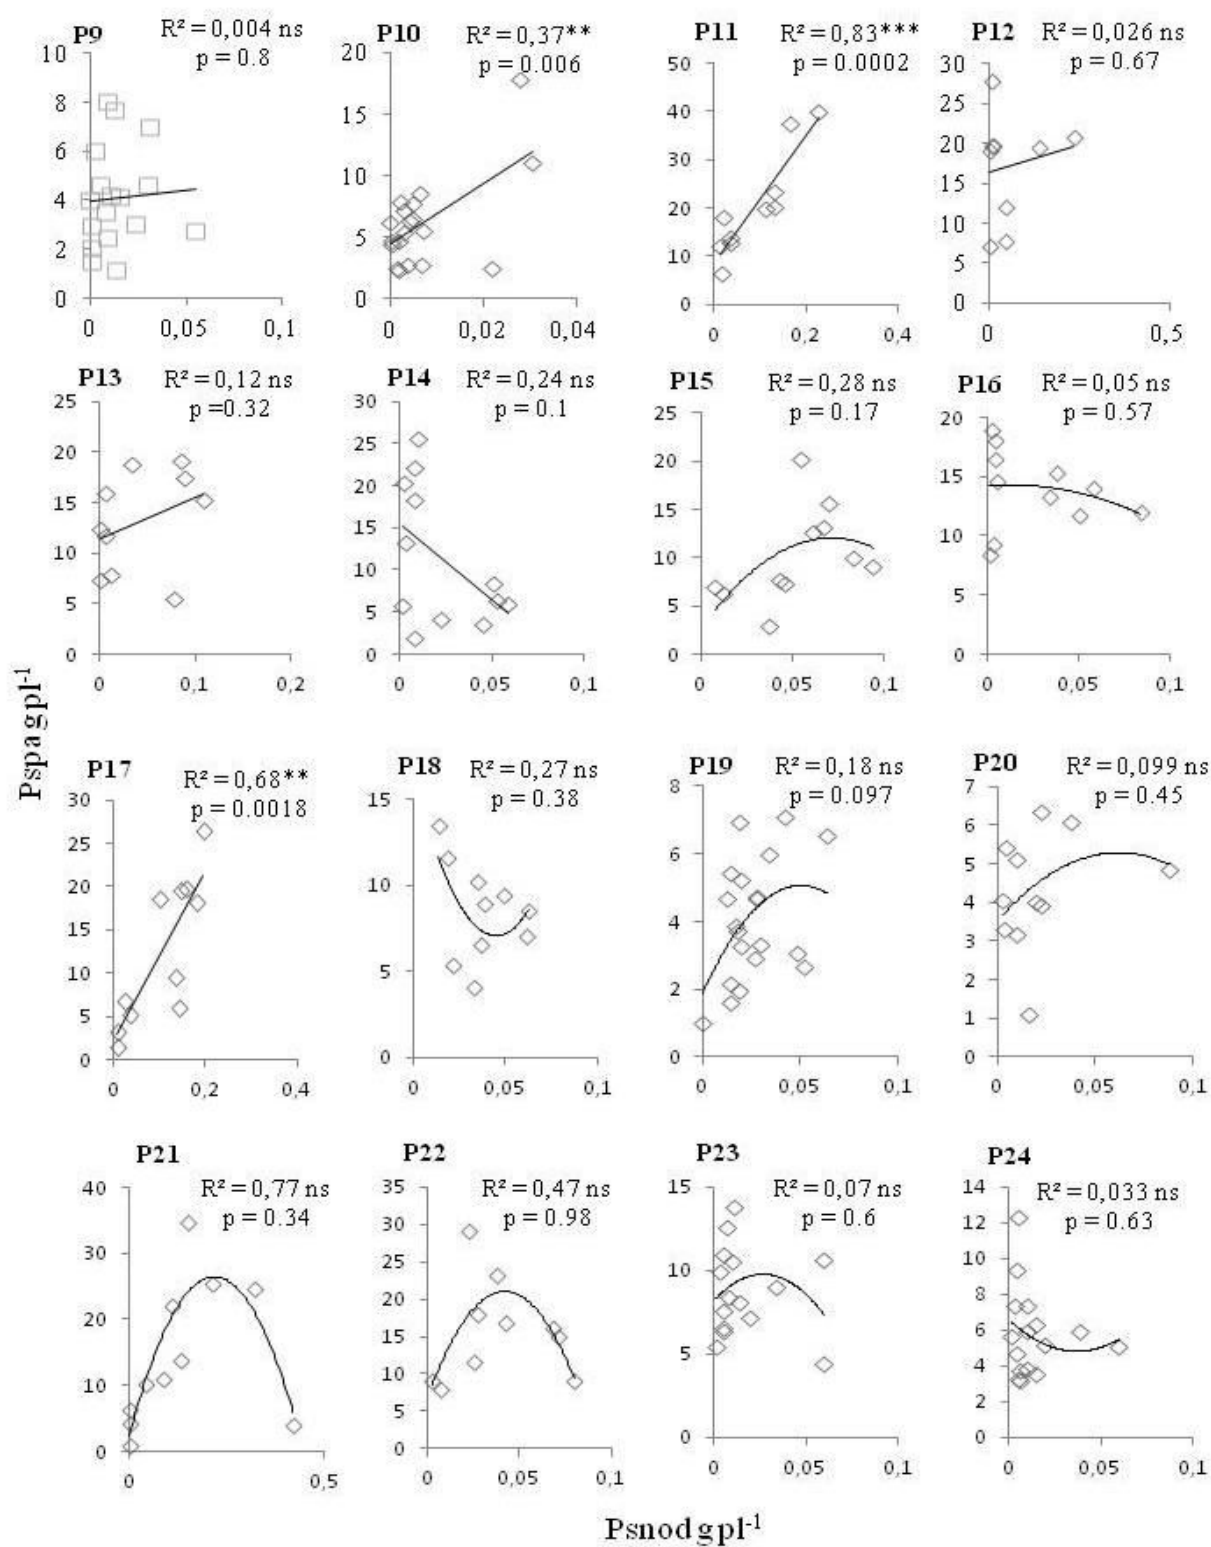 P9
R² = 0,004 ns
p = 0.8
10
8
6
4
2
0
0 0,05 0,1
P10
R² = 0,37**
p = 0.006
20
15
10
5
0
0 0,02 0,04
P11
R² = 0,83***
p = 0.0002
50
40
30
20
10
0
0 0,2 0,4
P12
R² = 0,026 ns
p = 0.67
30
25
20
15
10
5
0
0 0,5
P13
R² = 0,12 ns
p =0.32
25
20
15
10
5
0
0 0,1 0,2
P14
R² = 0,24 ns
p = 0.1
30
25
20
15
10
5
0
0 0,05 0,1
P15
R² = 0,28 ns
p = 0.17
25
20
15
10
5
0
0 0,05 0,1
P16
R² = 0,05 ns
p = 0.57
20
15
10
5
0
0 0,05 0,1
Pspa gpl-1
P17
R² = 0,68**
p = 0.0018
30
25
20
15
10
5
0
0 0,2 0,4
P18
R² = 0,27 ns
p = 0.38
15
10
5
0
0 0,05 0,1
P19
R² = 0,18 ns
p = 0.097
8
6
4
2
0
0 0,05 0,1
P20
R² = 0,099 ns
p = 0.45
7
6
5
4
3
2
1
0
0 0,05 0,1
P21
R² = 0,77 ns
p = 0.34
40
30
20
10
0
0 0,5
P22
R² = 0,47 ns
p = 0.98
35
30
25
20
15
10
5
0
0 0,05 0,1
P23
R² = 0,07 ns
p = 0.6
15
10
5
0
0 0,05 0,1
P24
R² = 0,033 ns
p = 0.63
14
12
10
8
6
4
2
0
0 0,05 0,1
Psnod gpl-1